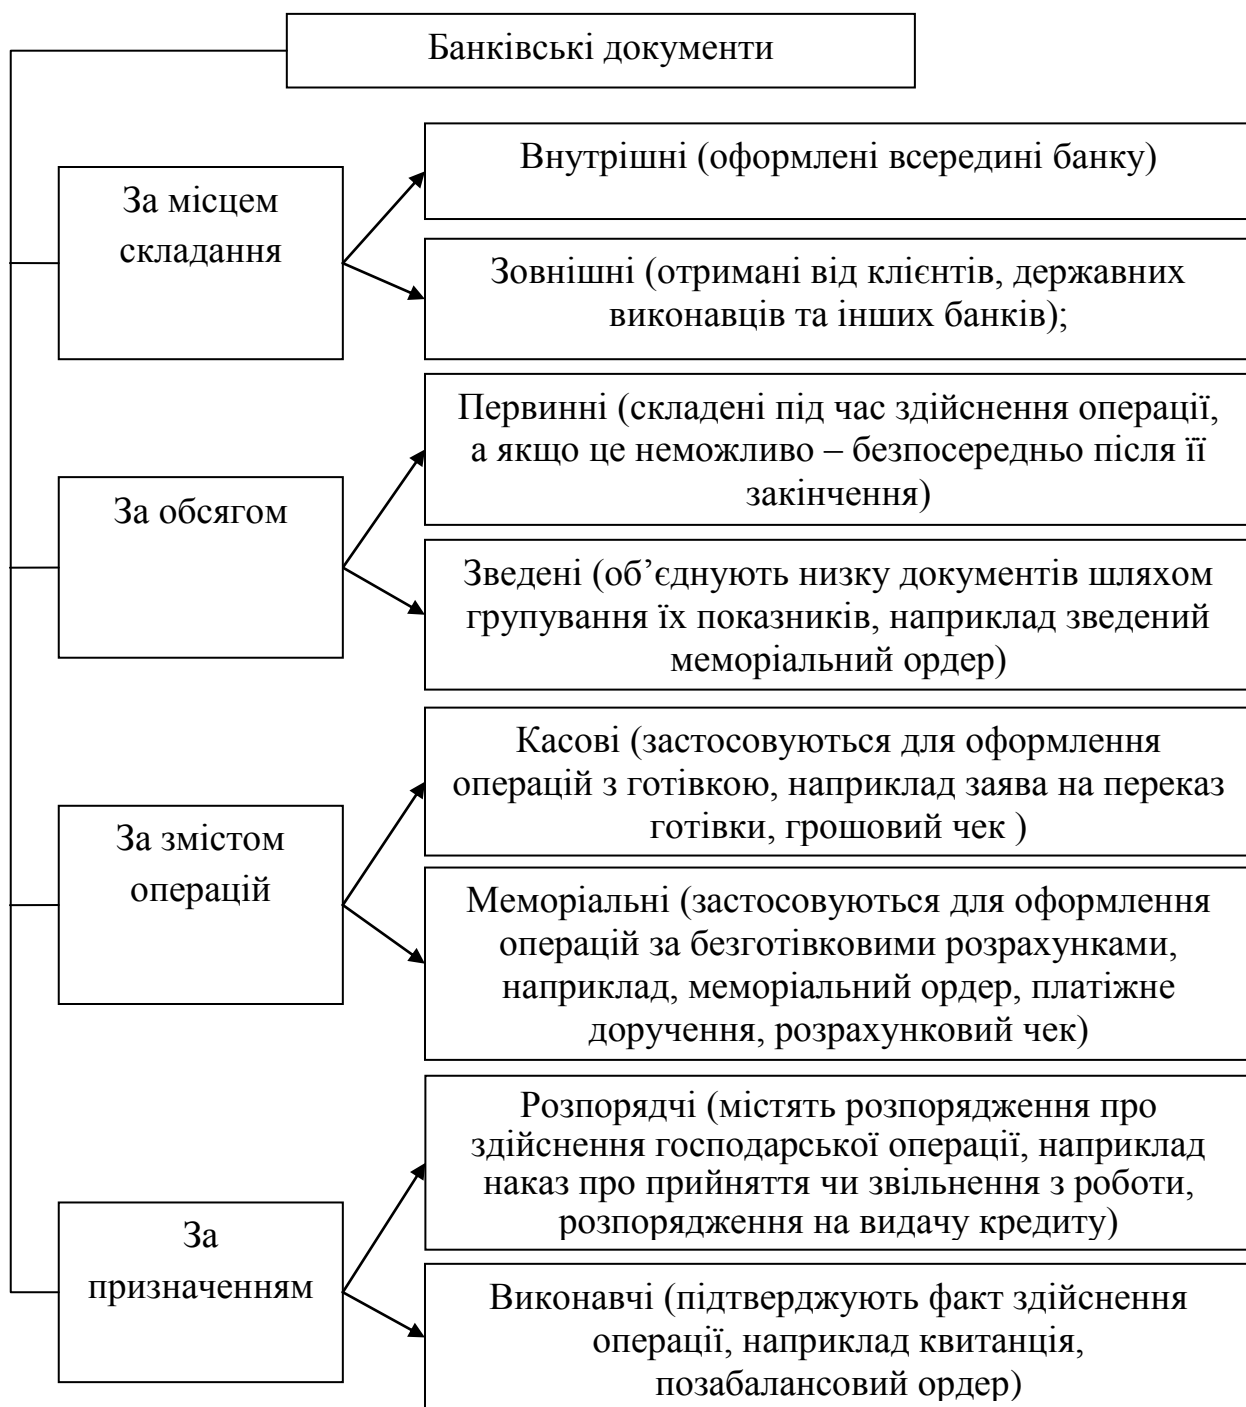 Банківські документи
За місцем
складання
Внутрішні (оформлені всередині банку)
Зовнішні (отримані від клієнтів, державних
виконавців та інших банків);
За обсягом
Первинні (складені під час здійснення операції,
а якщо це неможливо – безпосередньо після її
закінчення)
Зведені (об’єднують низку документів шляхом
групування їх показників, наприклад зведений
меморіальний ордер)
За змістом
операцій
Касові (застосовуються для оформлення
операцій з готівкою, наприклад заява на переказ
готівки, грошовий чек )
Меморіальні (застосовуються для оформлення
операцій за безготівковими розрахунками,
наприклад, меморіальний ордер, платіжне
доручення, розрахунковий чек)
За
призначенням
Розпорядчі (містять розпорядження про
здійснення господарської операції, наприклад
наказ про прийняття чи звільнення з роботи,
розпорядження на видачу кредиту)
Виконавчі (підтверджують факт здійснення
операції, наприклад квитанція,
позабалансовий ордер)